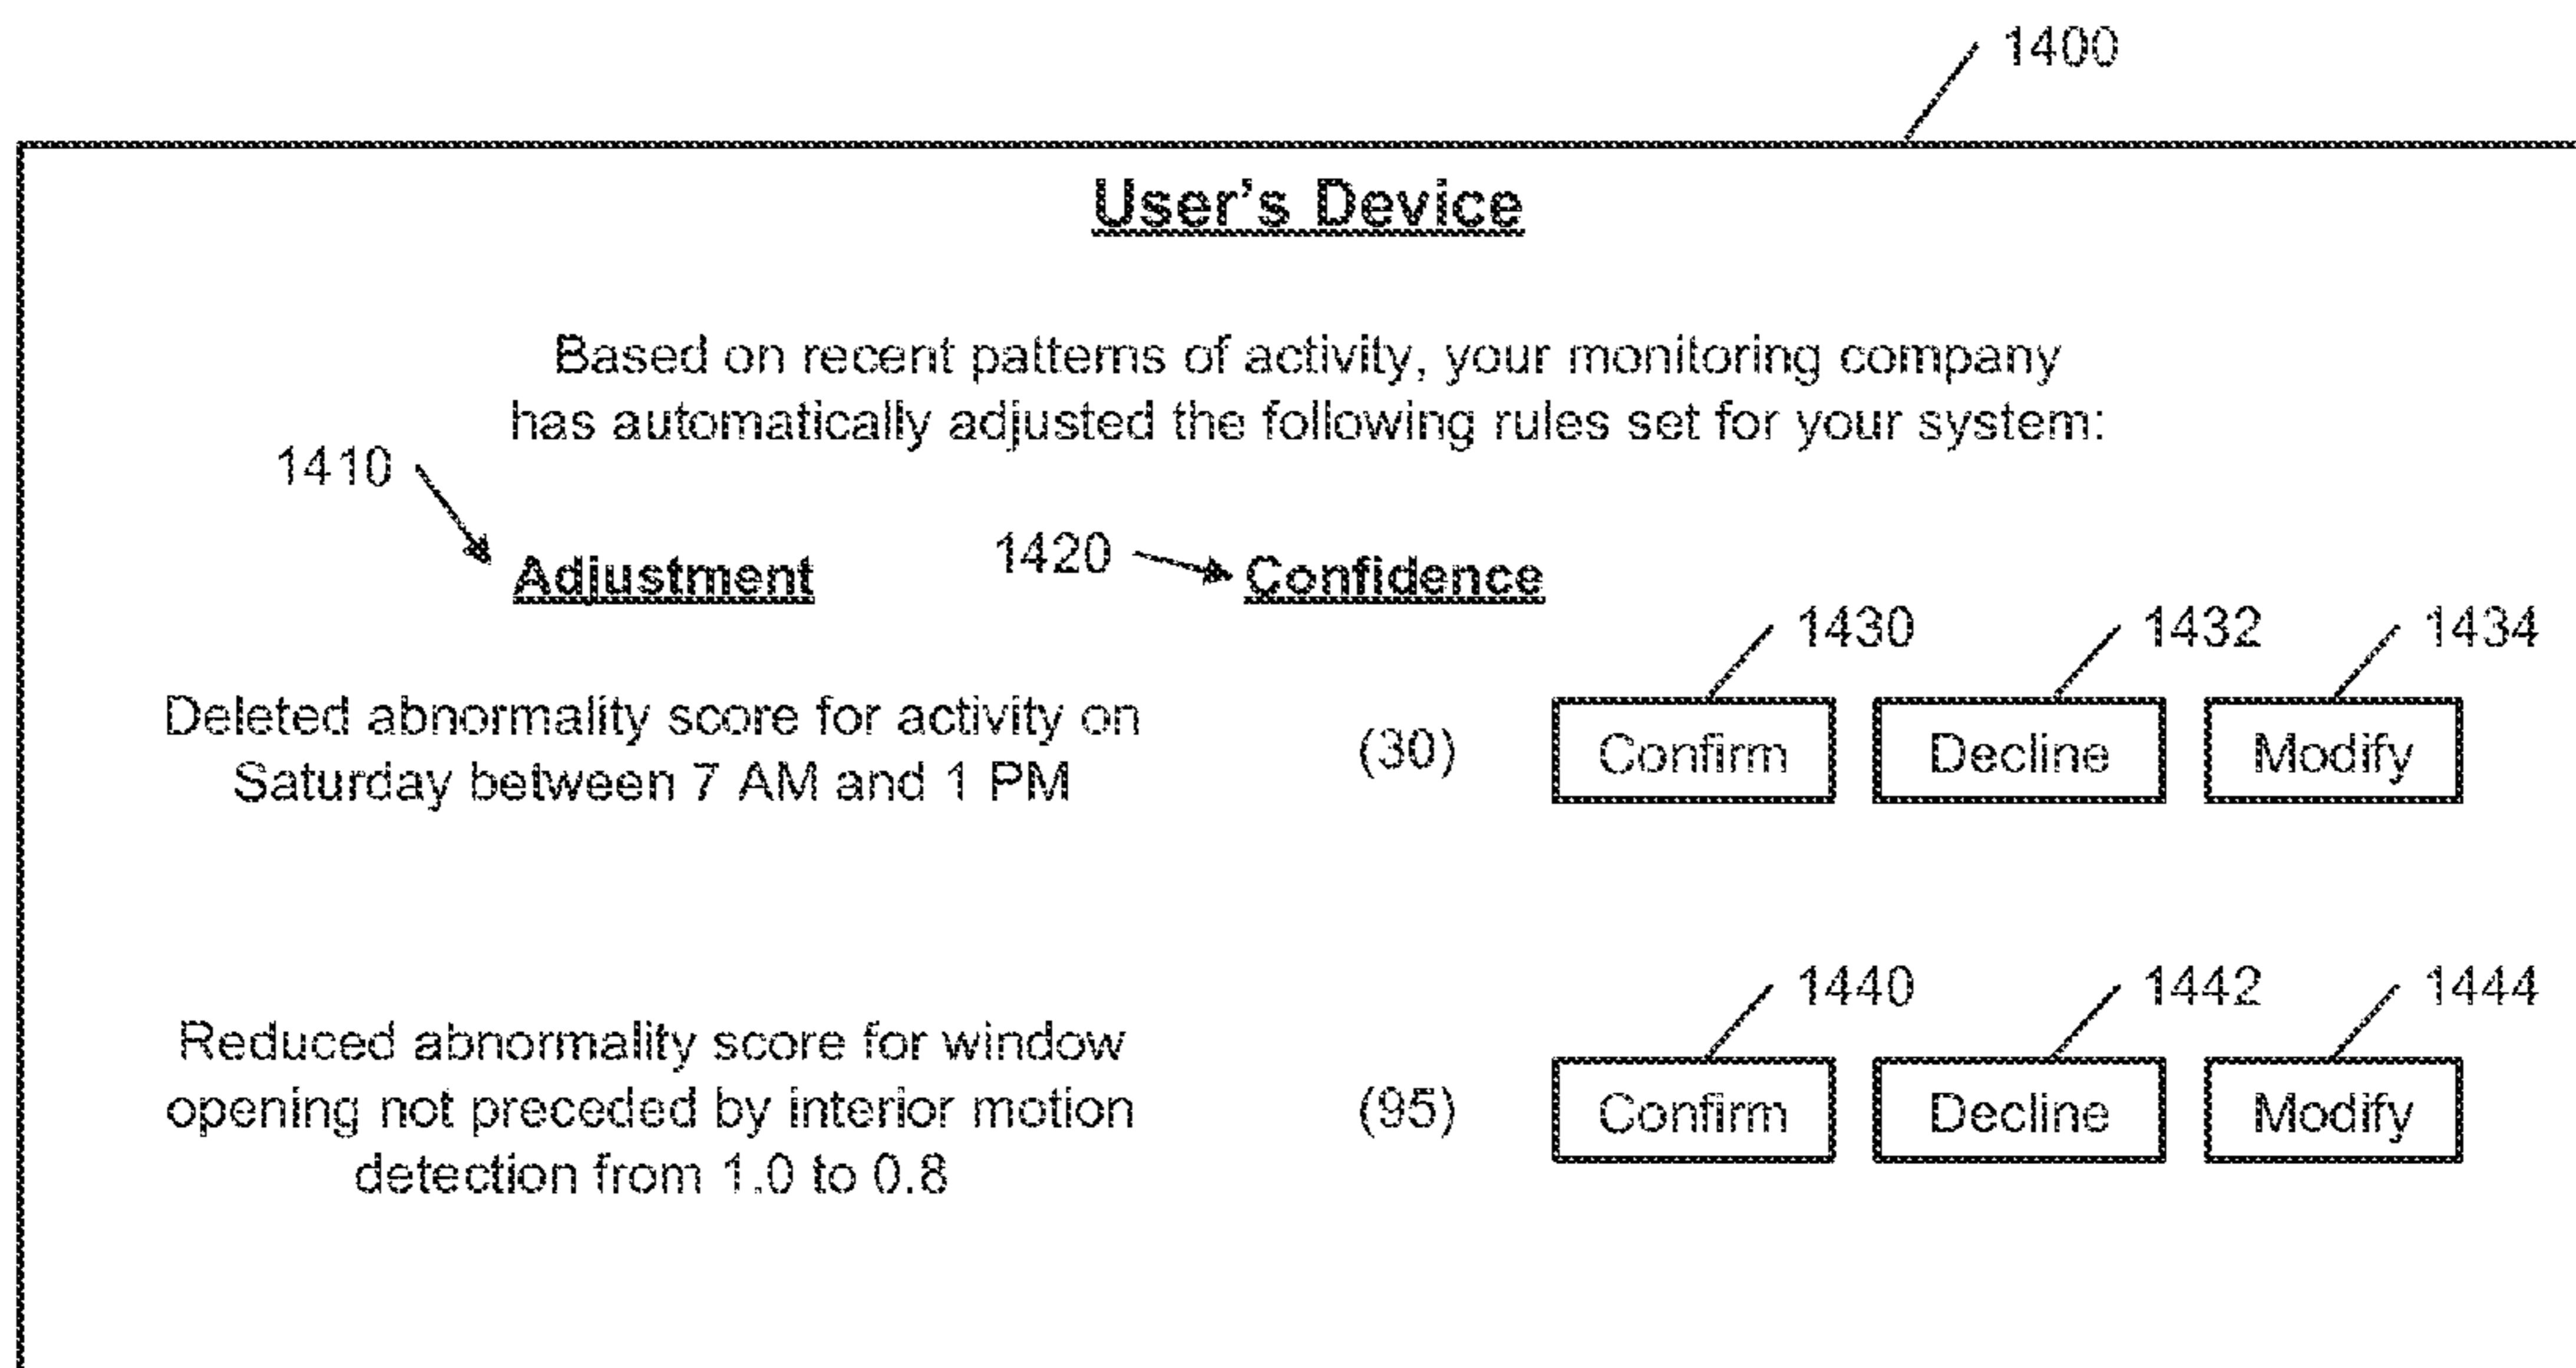 1400
User's Device
Based on recent patterns of activity, your monitoring company
has automatically adjusted the following rules set for your system:
1410
1420
Adjustment
Confidence
1430
1432
1434
Deleted abnormality score for activity on
Saturday between 7 AM and 1 PM
(30)
Confirm
Decline
Modify
1440
1442
1444
Reduced abnormality score for window
opening not preceded by interior motion
detection from 1.0 to 0.8
(95)
Confirm
Decline
Modify